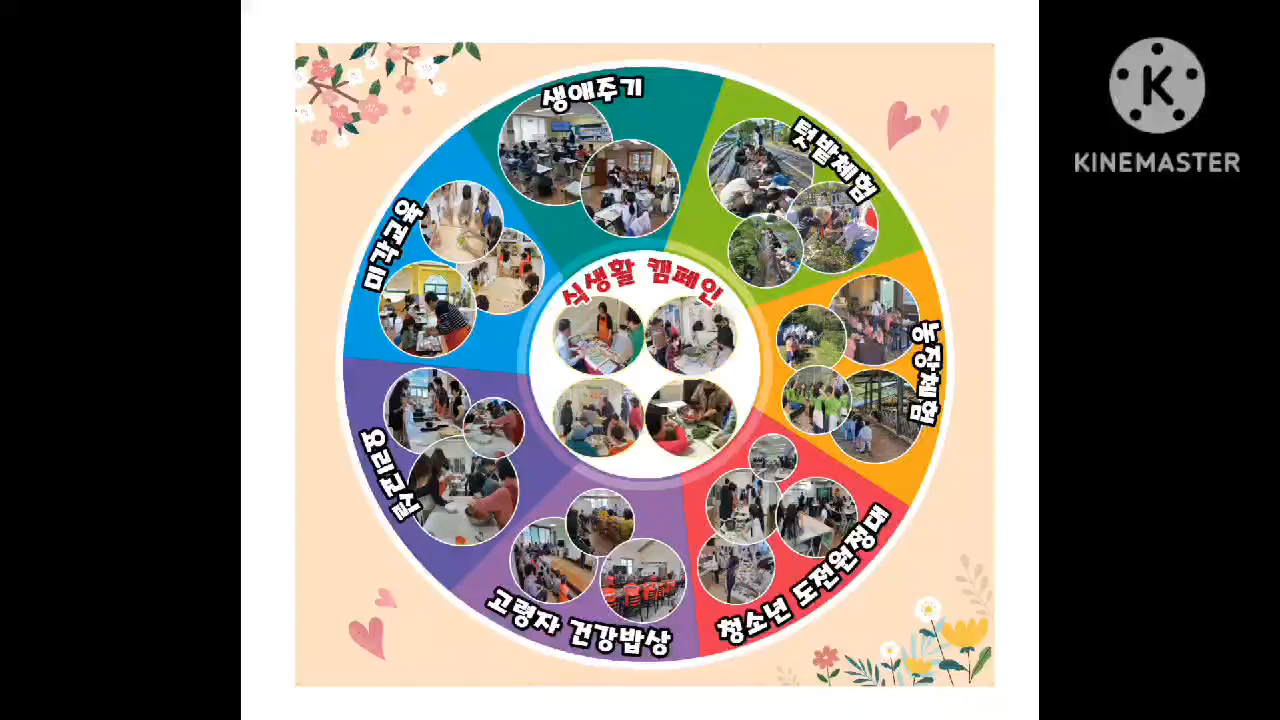 생애주기
텃밭체험
미각교육
식생활 캠페인
농장체험
요리교실
청소년 도전원정대
고령자 건강밥상
K
KINEMASTER